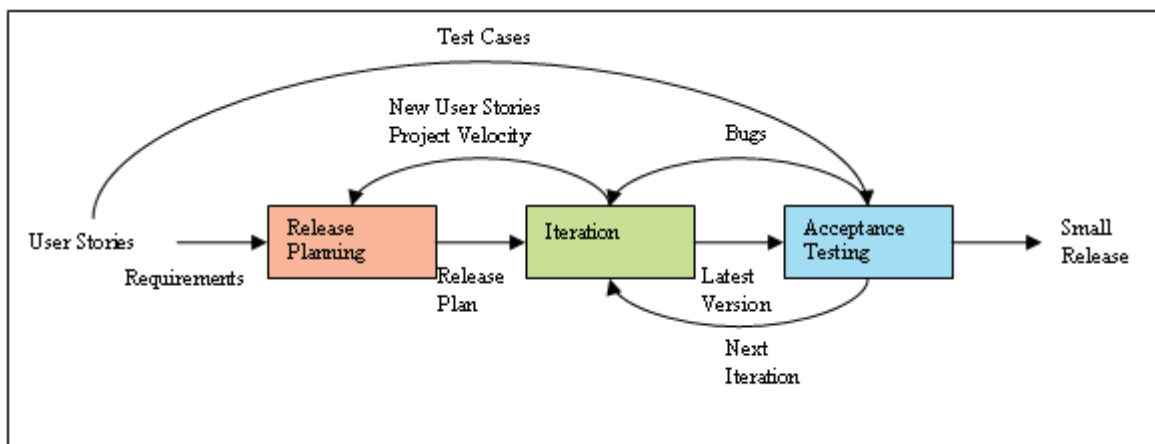 Test Cases
New User Stories
Project Velocity
Bugs
User Stories
Requirements
Release
Planning
Release
Plan
Iteration
Latest
Version
Acceptance
Testing
Next
Iteration
Small
Release